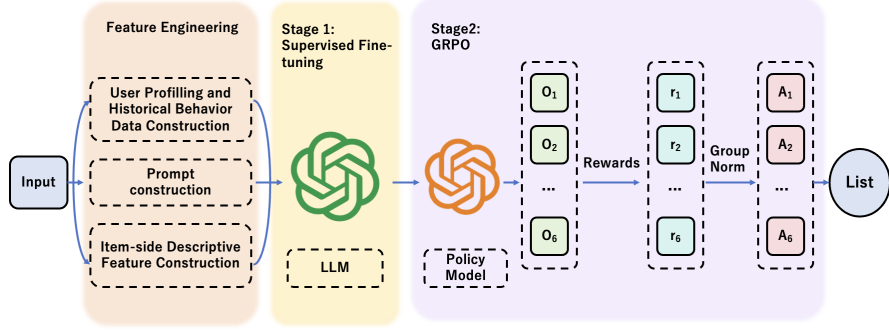 Feature Engineering
User Profilling and
Historical Behavior
Data Construction
Prompt
construction
Item-side Descriptive
Feature Construction
Input
Stage 1:
Supervised Fine-
tuning
LLM
Stage2:
GRPO
Policy
Model
O1
O2
...
O6
Rewards
r1
r2
...
r6
Group
Norm
A1
A2
...
A6
List